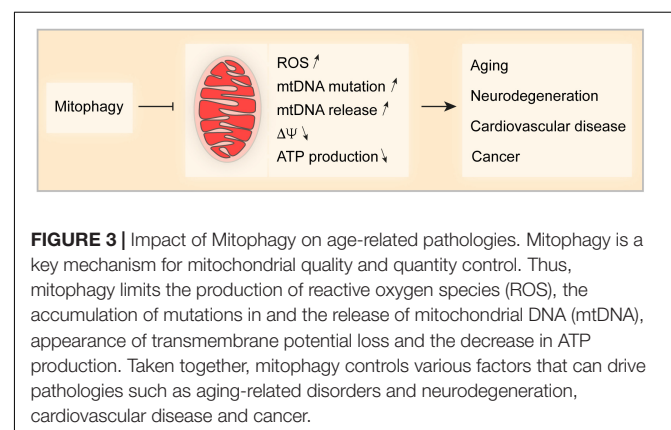 Mitophagy
ROS ↗
mtDNA mutation ↗
mtDNA release ↗
ΔΨ ↘
ATP production ↘
Aging
Neurodegeneration
Cardiovascular disease
Cancer
FIGURE 3 | Impact of Mitophagy on age-related pathologies. Mitophagy is a
key mechanism for mitochondrial quality and quantity control. Thus,
mitophagy limits the production of reactive oxygen species (ROS), the
accumulation of mutations in and the release of mitochondrial DNA (mtDNA),
appearance of transmembrane potential loss and the decrease in ATP
production. Taken together, mitophagy controls various factors that can drive
pathologies such as aging-related disorders and neurodegeneration,
cardiovascular disease and cancer.